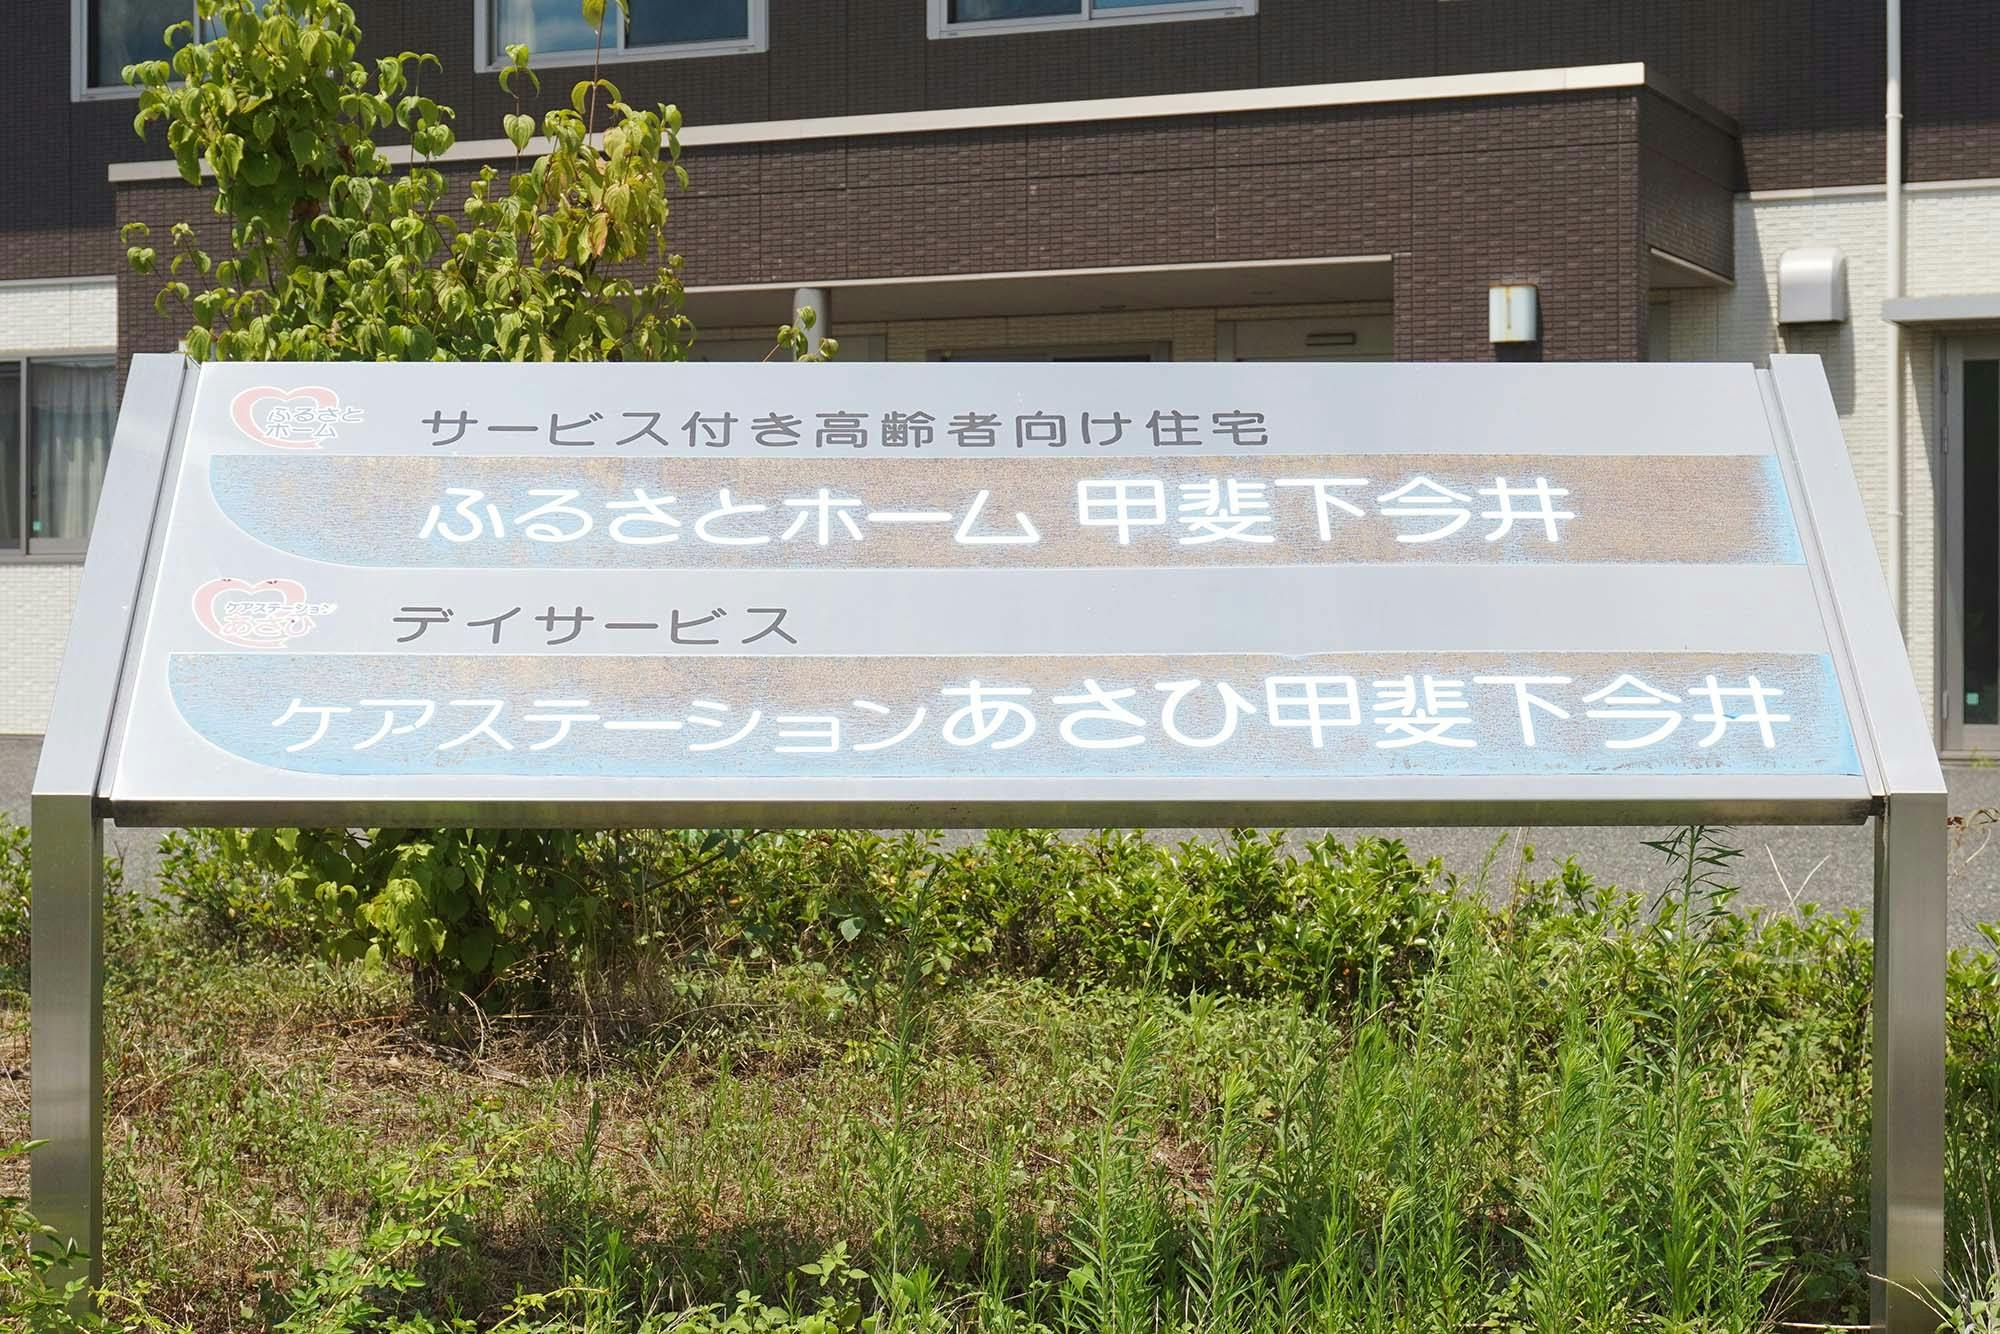 ふるさと
ホーム
サービス付き高齢者向け住宅
ふるさとホーム 甲斐下今井
ケアステーション
あさひ
デイサービス
ケアステーションあさひ甲斐下今井